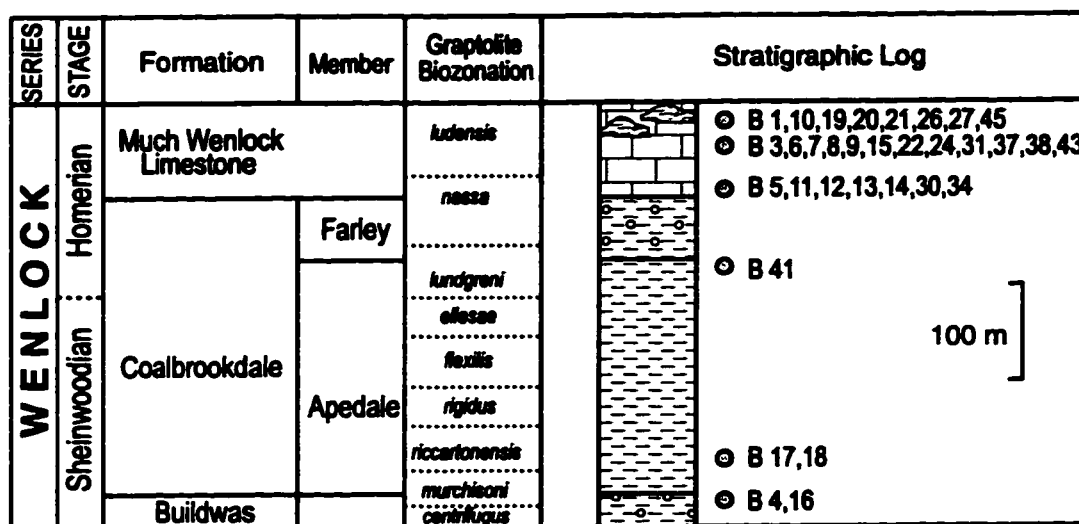 SERIES
STAGE
Formation
Member
Graptolite
Biozonation
Stratigraphic Log
WENLOCK
Homerian
Sheinwoodian
Much Wenlock
Limestone
Coalbrookdale
Buildwas
Farley
Apedale
ludensis
nassa
lundgreni
ellesae
flexilis
rigidus
riccartonensis
murchisoni
centrifugus
B 1,10,19,20,21,26,27,45
B 3,6,7,8,9,15,22,24,31,37,38,43
B 5,11,12,13,14,30,34
B 41
100 m
B 17,18
B 4,16